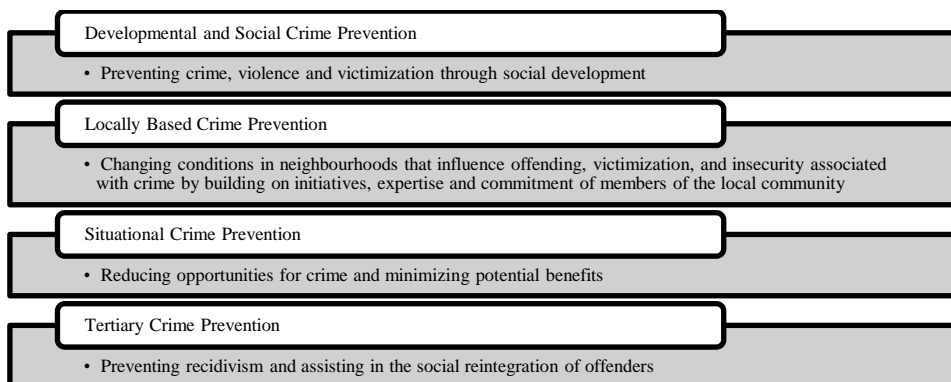 Developmental and Social Crime Prevention
• Preventing crime, violence and victimization through social development
Locally Based Crime Prevention
• Changing conditions in neighbourhoods that influence offending, victimization, and insecurity associated
with crime by building on initiatives, expertise and commitment of members of the local community
Situational Crime Prevention
• Reducing opportunities for crime and minimizing potential benefits
Tertiary Crime Prevention
• Preventing recidivism and assisting in the social reintegration of offenders